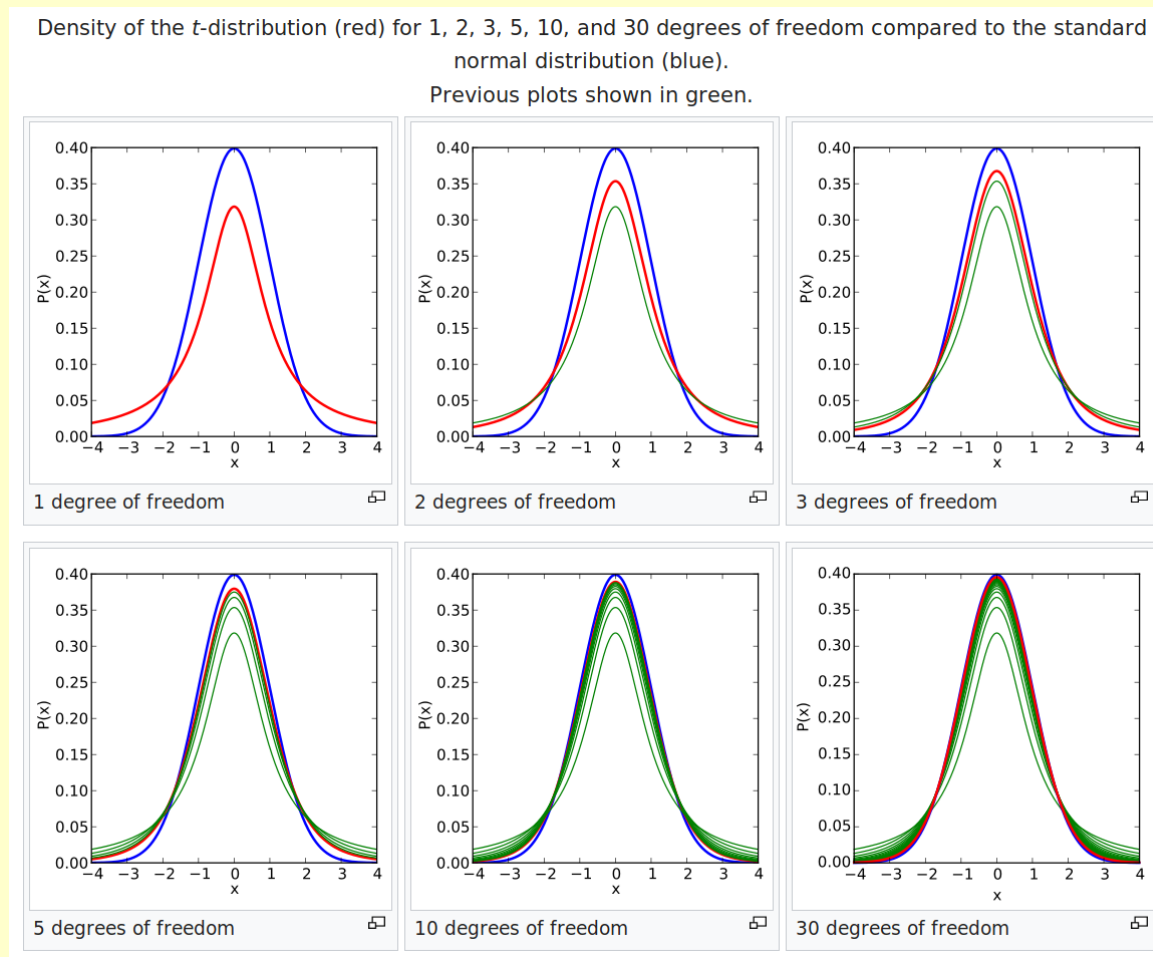 Density of the t-distribution (red) for 1, 2, 3, 5, 10, and 30 degrees of freedom compared to the standard
normal distribution (blue).
Previous plots shown in green.
0.40
0.35
0.30
0.25
0.20
0.15
0.10
0.05
0.00
P(x)
−4 −3 −2 −1 0 1 2 3 4
x
1 degree of freedom
0.40
0.35
0.30
0.25
0.20
0.15
0.10
0.05
0.00
P(x)
−4 −3 −2 −1 0 1 2 3 4
x
2 degrees of freedom
0.40
0.35
0.30
0.25
0.20
0.15
0.10
0.05
0.00
P(x)
−4 −3 −2 −1 0 1 2 3 4
x
3 degrees of freedom
0.40
0.35
0.30
0.25
0.20
0.15
0.10
0.05
0.00
P(x)
−4 −3 −2 −1 0 1 2 3 4
x
5 degrees of freedom
0.40
0.35
0.30
0.25
0.20
0.15
0.10
0.05
0.00
P(x)
−4 −3 −2 −1 0 1 2 3 4
x
10 degrees of freedom
0.40
0.35
0.30
0.25
0.20
0.15
0.10
0.05
0.00
P(x)
−4 −3 −2 −1 0 1 2 3 4
x
30 degrees of freedom